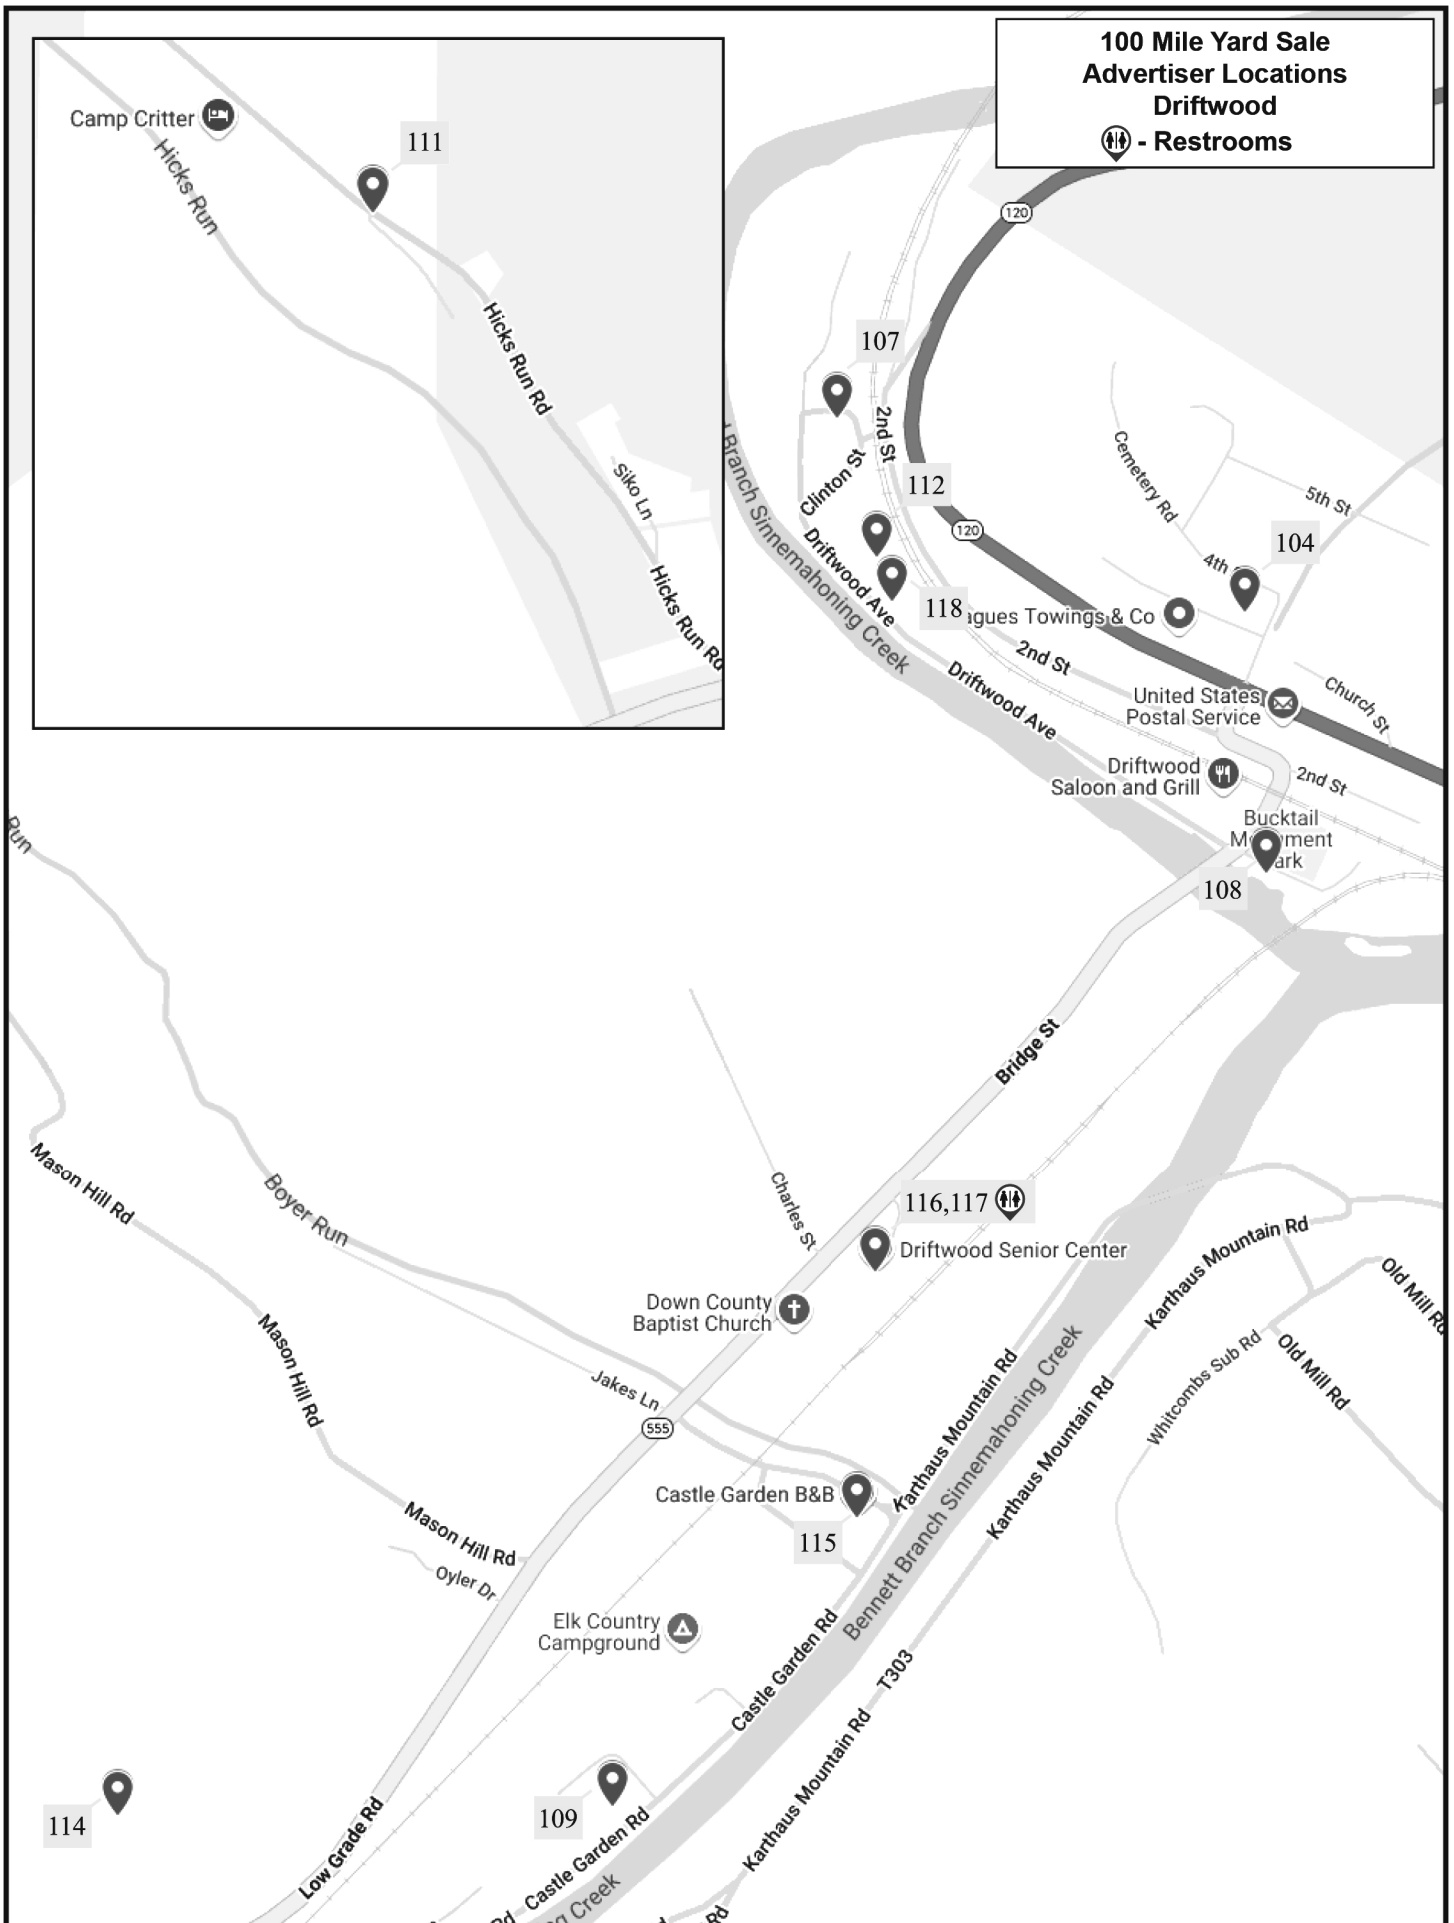 100 Mile Yard Sale
Advertiser Locations
Driftwood
- Restrooms
Camp Critter
111
Hicks Run
Hicks Run Rd
Siko Ln
Hicks Run Rd
120
107
2nd St
Clinton St
112
120
Cemetery Rd
5th St
4th
104
Driftwood Ave
Branch Sinnemahoning Creek
118
agues Towings & Co
2nd St
Driftwood Ave
United States
Postal Service
Church St
Driftwood
Saloon and Grill
2nd St
Bucktail
M ment
ark
108
Run
Bridge St
Mason Hill Rd
Boyer Run
Charles St
116,117
Driftwood Senior Center
Karthaus Mountain Rd
Old Mill Rd
Down County
Baptist Church
Mason Hill Rd
Jakes Ln
555
Karthaus Mountain Rd
Bennett Branch Sinnemahoning Creek
Karthaus Mountain Rd
Whitcombs Sub Rd
Old Mill Rd
Castle Garden B&B
115
Mason Hill Rd
Oyler Dr
Elk Country
Campground
Castle Garden Rd
T303
Karthaus Mountain Rd
114
109
Low Grade Rd
Castle Garden Rd
Rd
ng Creek
Rd